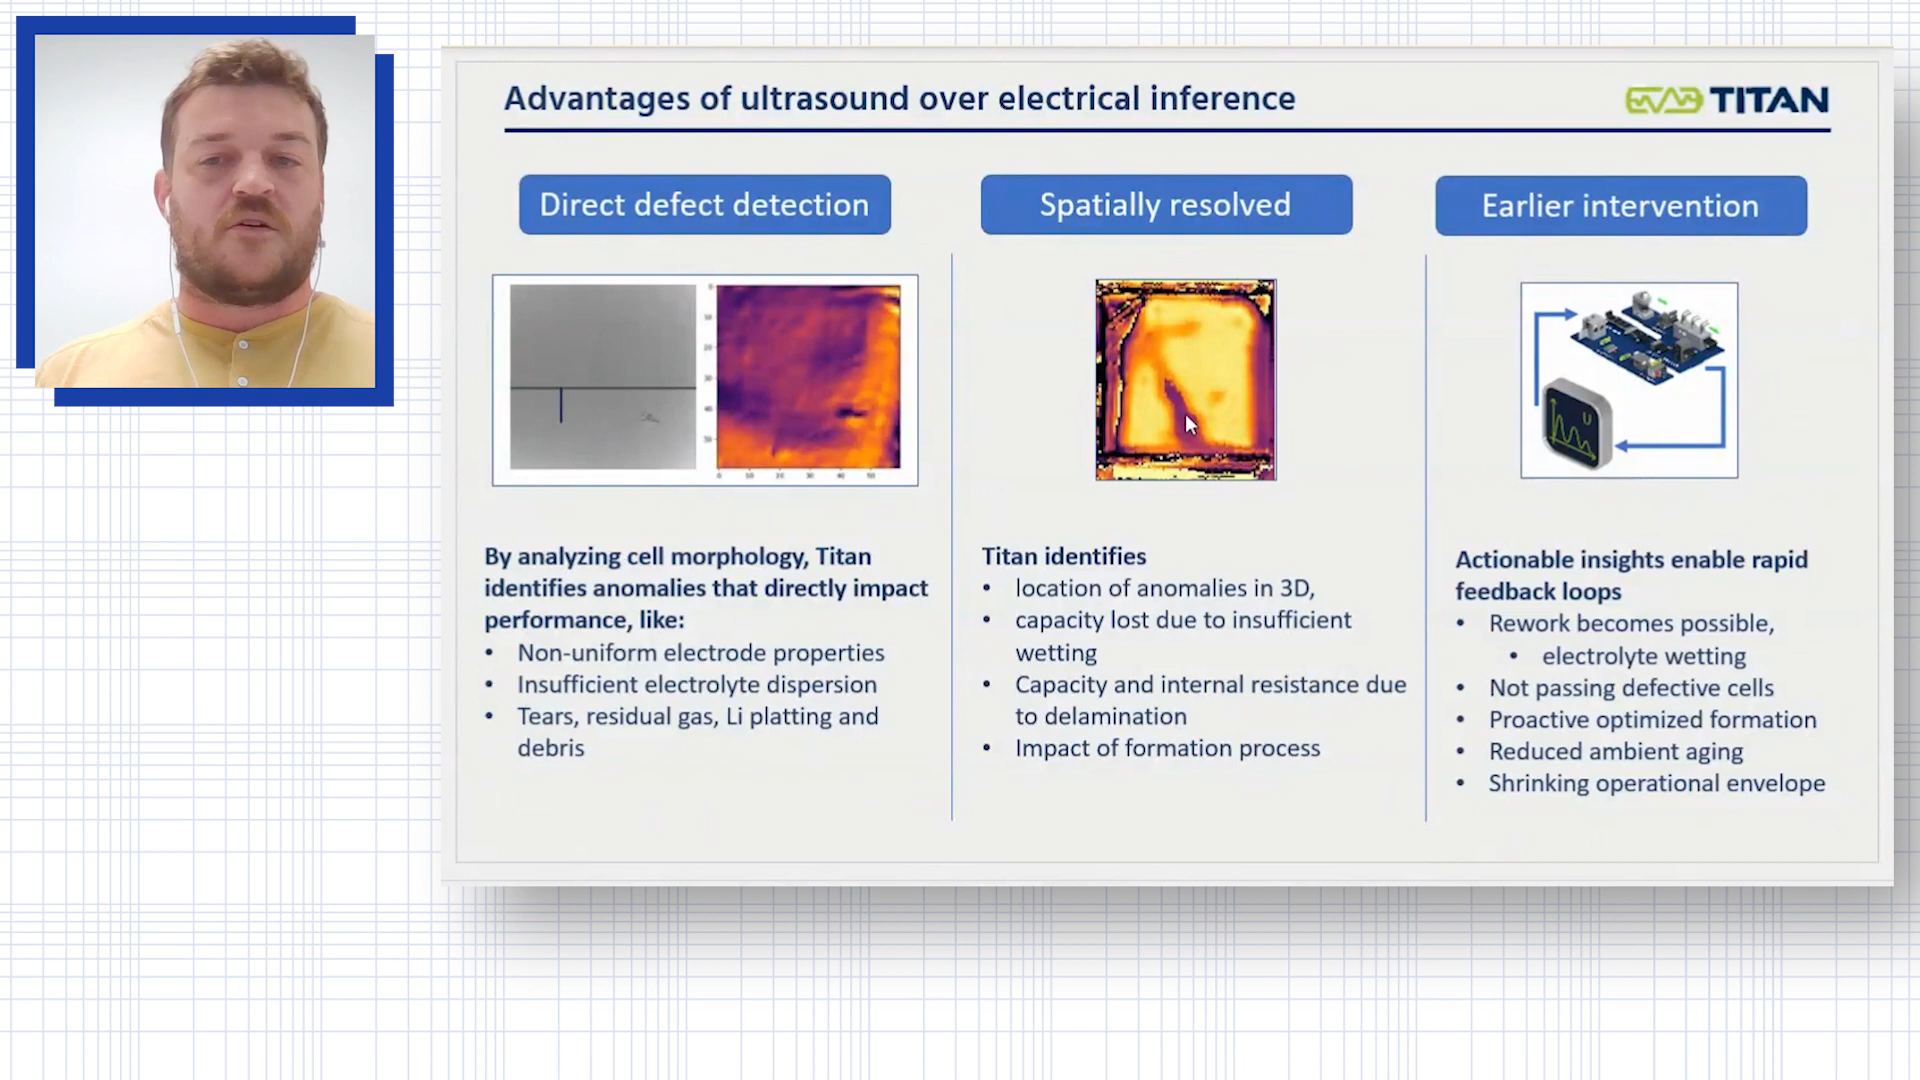 Advantages of ultrasound over electrical inference
TITAN
Direct defect detection
Spatially resolved
Earlier intervention
By analyzing cell morphology, Titan
identifies anomalies that directly impact
performance, like:
• Non-uniform electrode properties
• Insufficient electrolyte dispersion
• Tears, residual gas, Li platting and
debris
Titan identifies
• location of anomalies in 3D,
• capacity lost due to insufficient
wetting
• Capacity and internal resistance due
to delamination
• Impact of formation process
Actionable insights enable rapid
feedback loops
• Rework becomes possible,
• electrolyte wetting
• Not passing defective cells
• Proactive optimized formation
• Reduced ambient aging
• Shrinking operational envelope